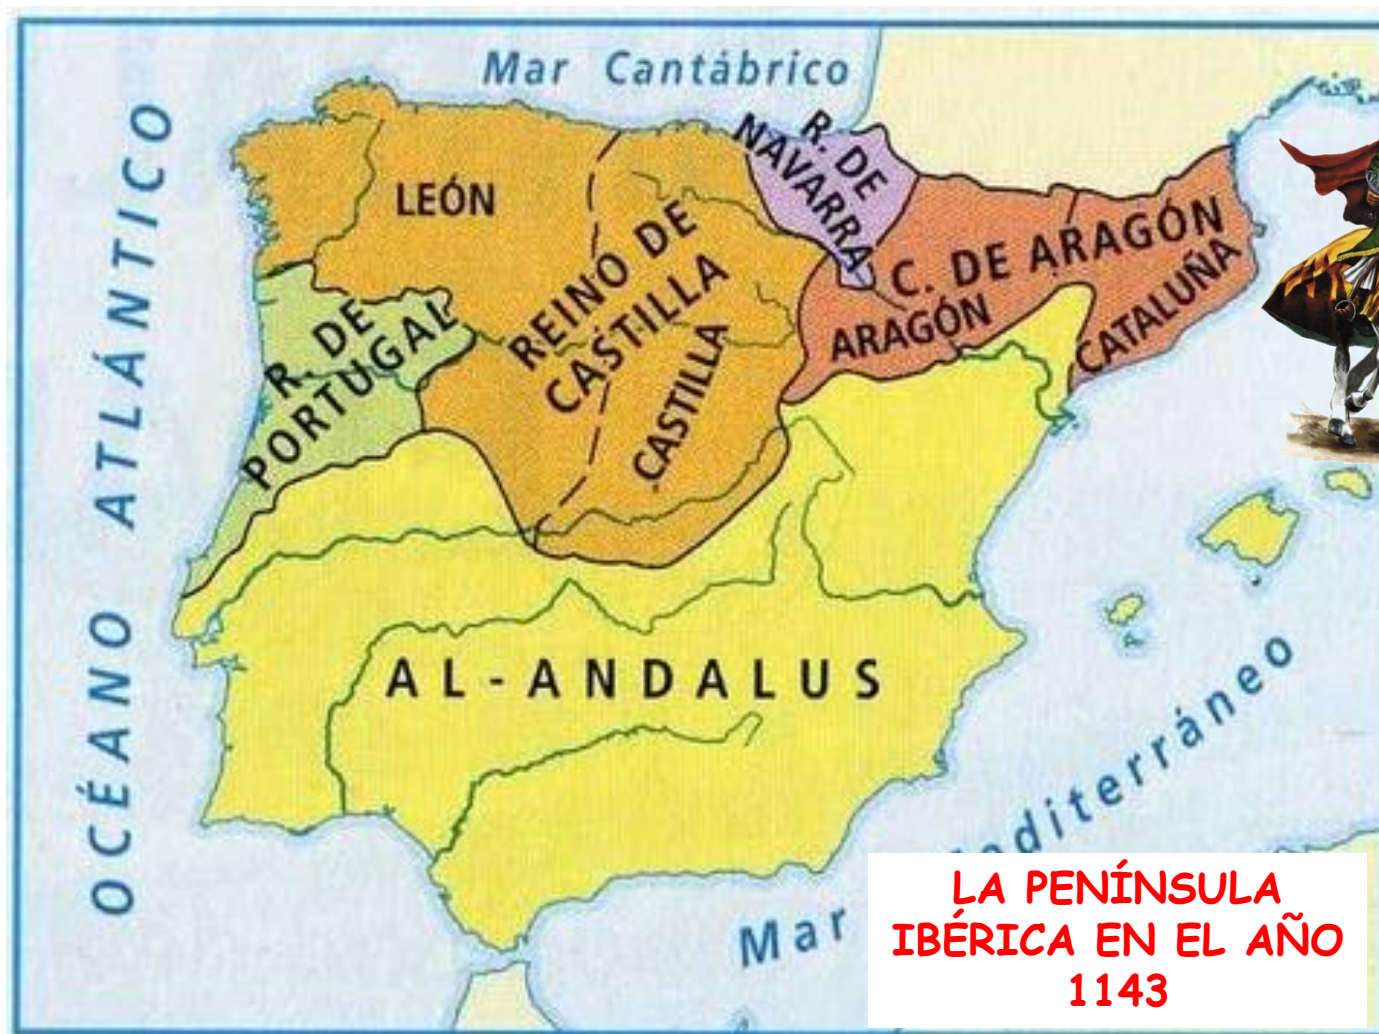 Mar Cantábrico
OCÉANO ATLÁNTICO
LEÓN
R. DE
NAVARRA
REINO DE
CASTILLA
CASTILLA
C. DE ARAGÓN
ARAGÓN
CATALUÑA
R. DE
PORTUGAL
AL-ANDALUS
Mar Mediterráneo
LA PENÍNSULA
IBÉRICA EN EL AÑO
1143